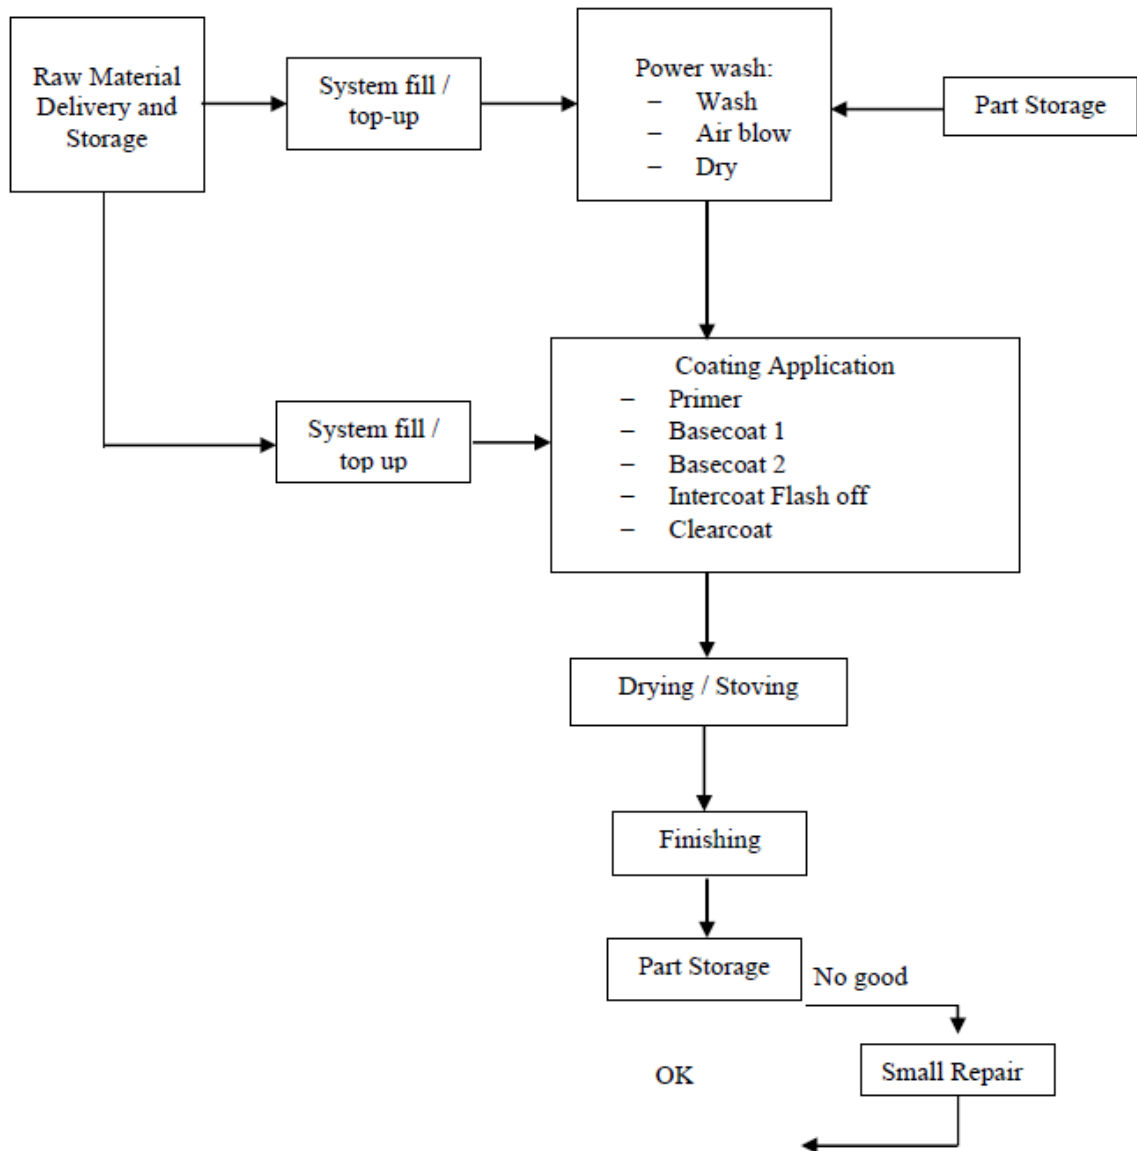 Raw Material
Delivery and
Storage
System fill /
top-up
Power wash:
– Wash
– Air blow
– Dry
Part Storage
System fill /
top up
Coating Application
– Primer
– Basecoat 1
– Basecoat 2
– Intercoat Flash off
– Clearcoat
Drying / Stoving
Finishing
Part Storage
No good
OK
Small Repair